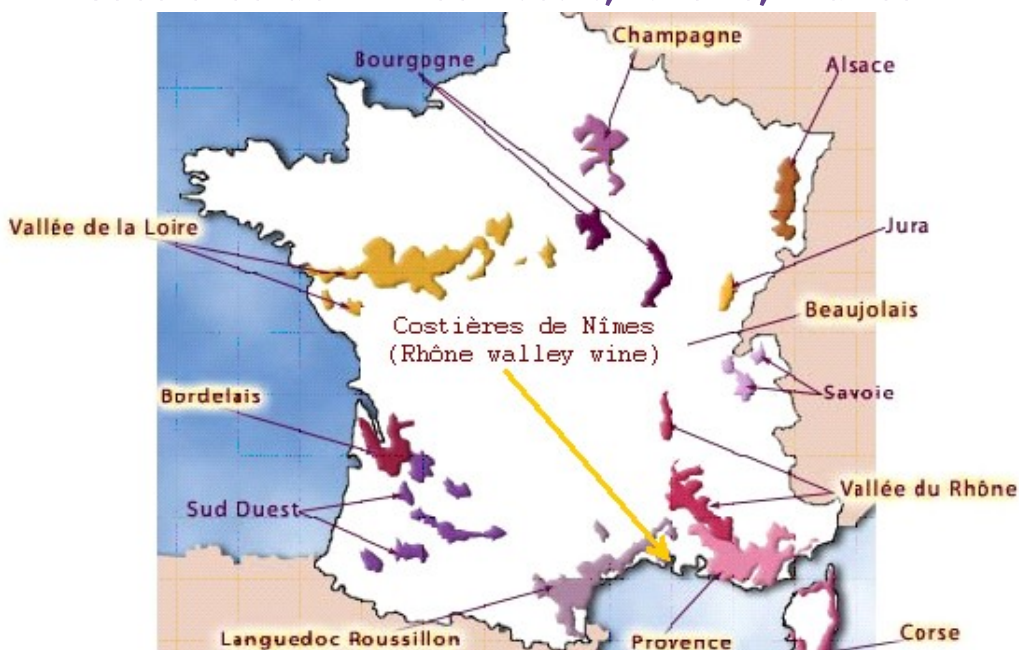 Champagne
Bourgogne
Alsace
Vallée de la Loire
Jura
Beaujolais
Costières de Nîmes
(Rhône walley wine)
Bordelais
Savoie
Vallée du Rhône
Sud Ouest
Languedoc Roussillon
Provence
Corse